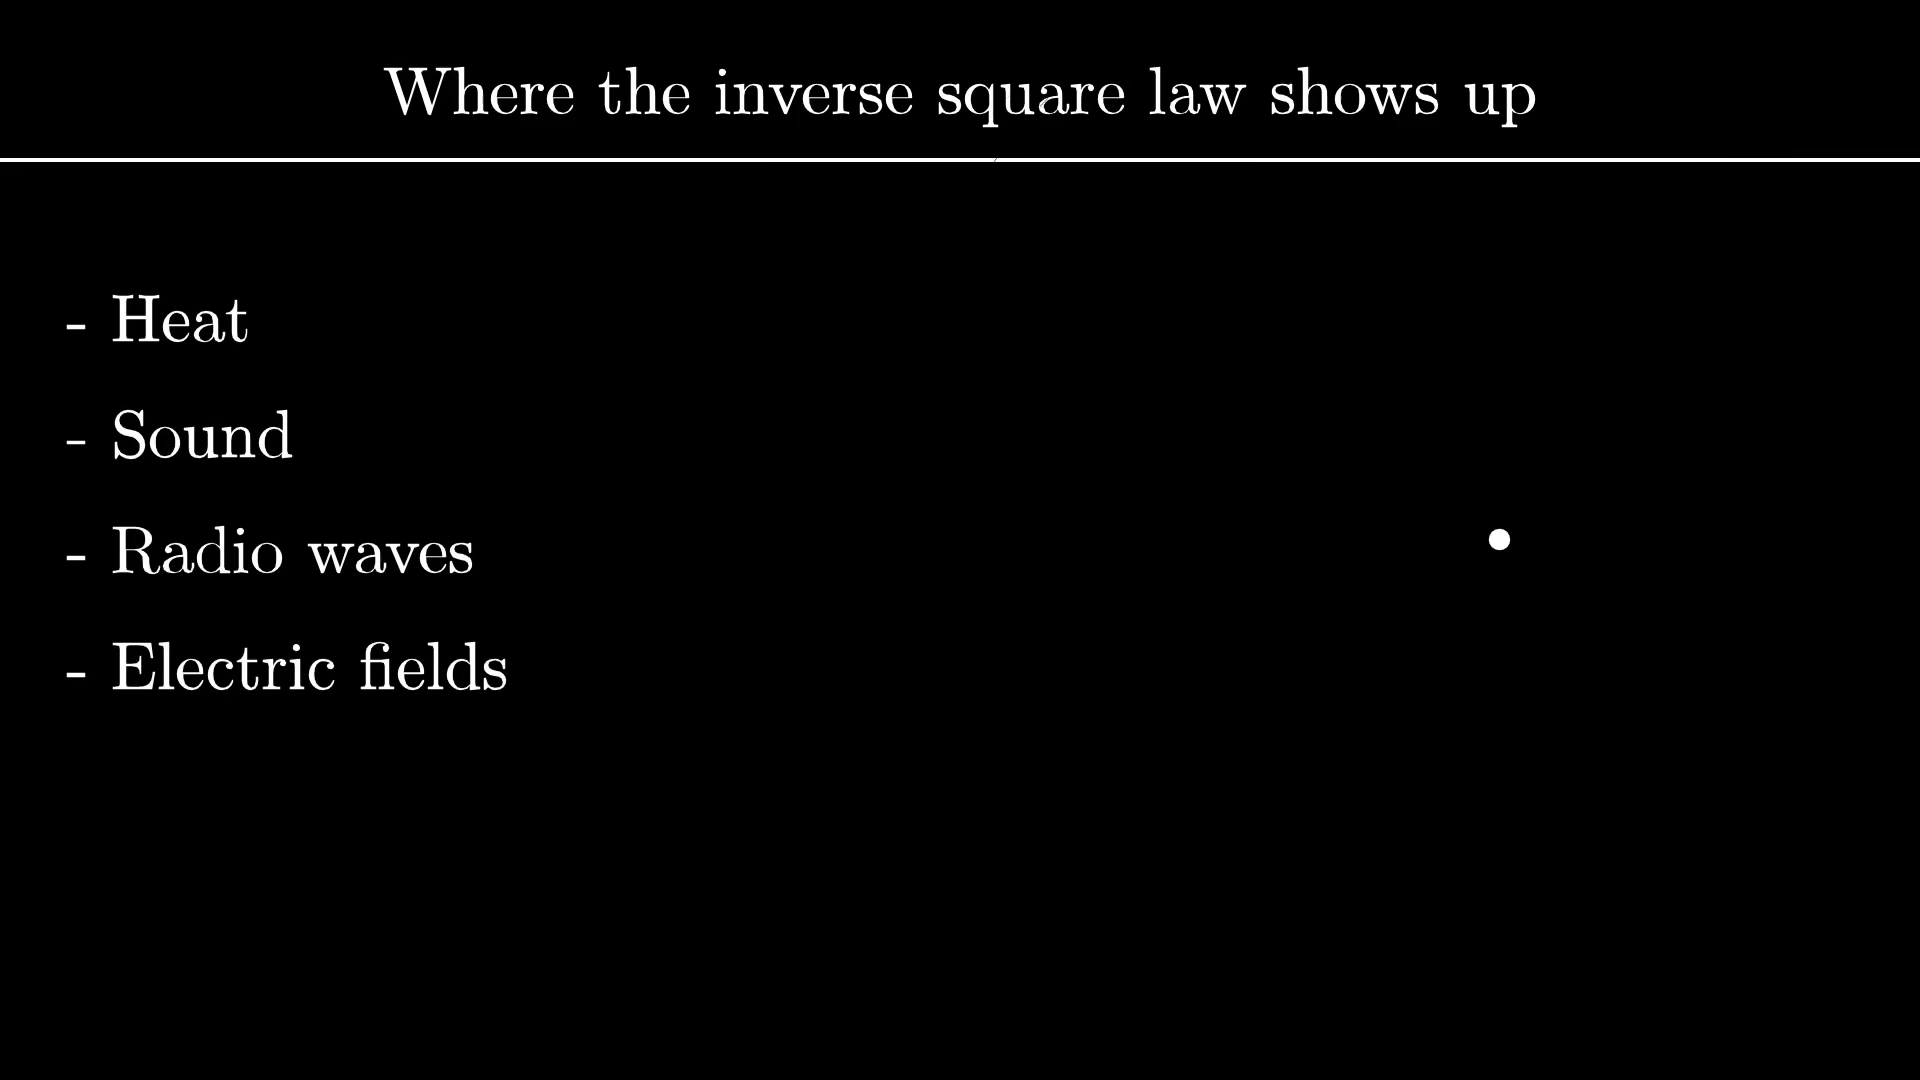 Where the inverse square law shows up
- Heat
- Sound
- Radio waves
- Electric fields